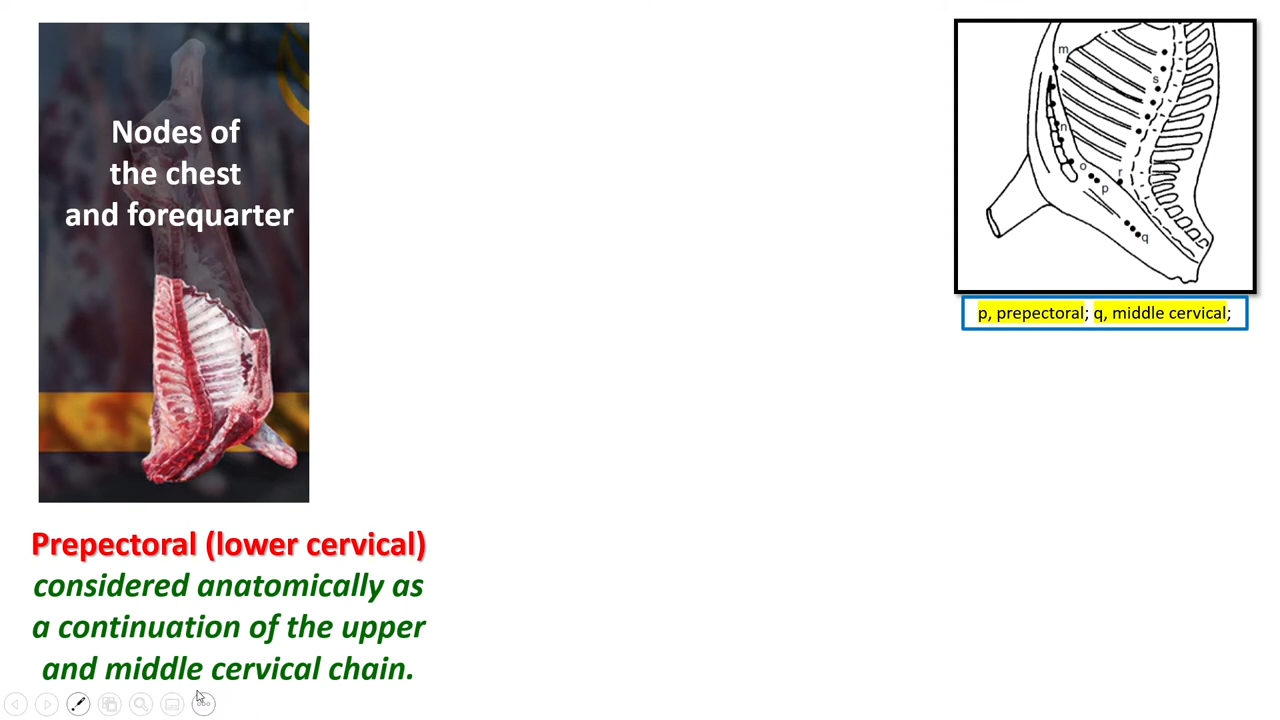 Nodes of
the chest
and forequarter
m
s
n
o
p
q
p, prepectoral; q, middle cervical;
Prepectoral (lower cervical)
considered anatomically as
a continuation of the upper
and middle cervical chain.